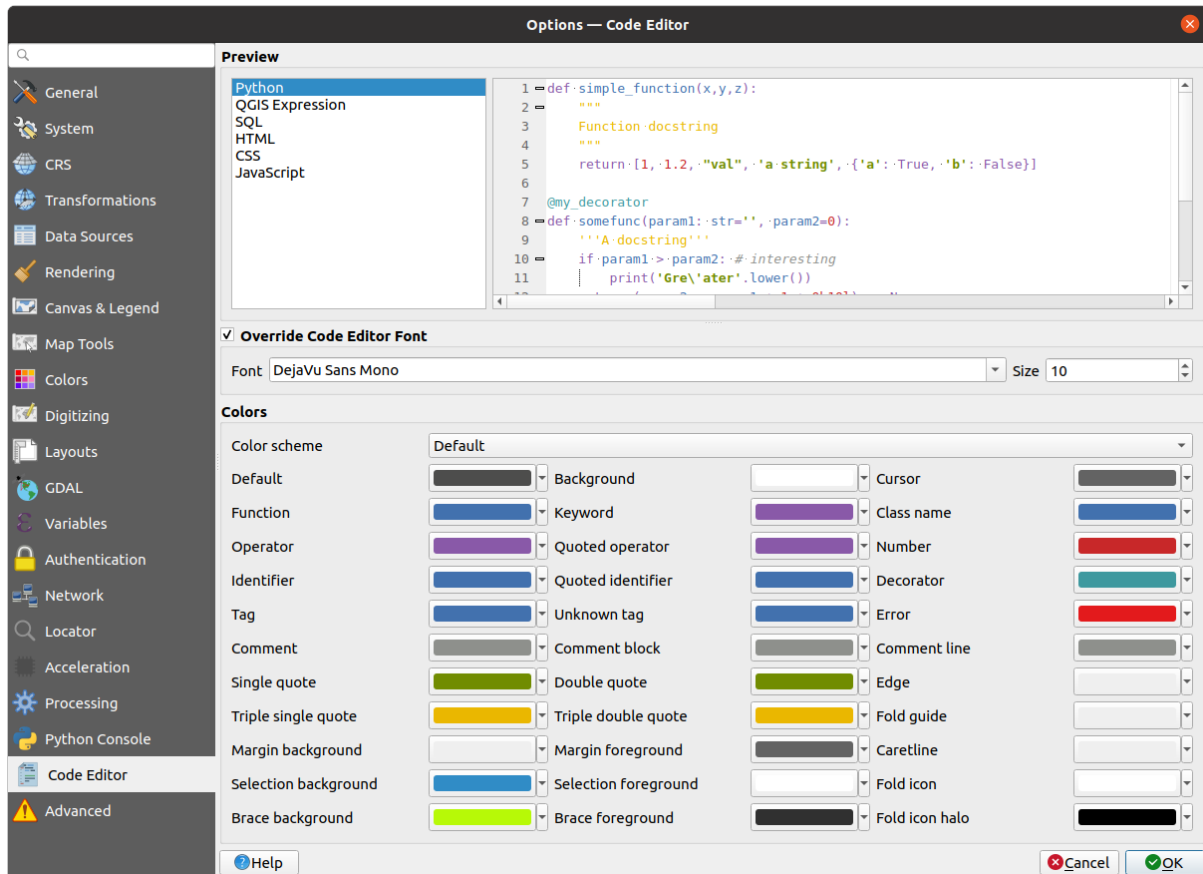 Options — Code Editor
General
System
CRS
Transformations
Data Sources
Rendering
Canvas & Legend
Map Tools
Colors
Digitizing
Layouts
GDAL
Variables
Authentication
Network
Locator
Acceleration
Processing
Python Console
Code Editor
Advanced
Preview
Python
QGIS Expression
SQL
HTML
CSS
JavaScript
1 def·simple_function(x,y,z):
2 """
3 Function·docstring
4 """
5 return·[1,·1.2,·"val",·'a·string',·{'a':·True,·'b':·False}]
6
7 @my_decorator
8 def·somefunc(param1:·str='',·param2=0):
9 '''A·docstring'''
10 if·param1·>·param2:·#·interesting
11 print('Gre\'ater'.lower())
Override Code Editor Font
Font DejaVu Sans Mono Size 10
Colors
Color scheme Default
Default Background Cursor
Function Keyword Class name
Operator Quoted operator Number
Identifier Quoted identifier Decorator
Tag Unknown tag Error
Comment Comment block Comment line
Single quote Double quote Edge
Triple single quote Triple double quote Fold guide
Margin background Margin foreground Caretline
Selection background Selection foreground Fold icon
Brace background Brace foreground Fold icon halo
Help Cancel OK